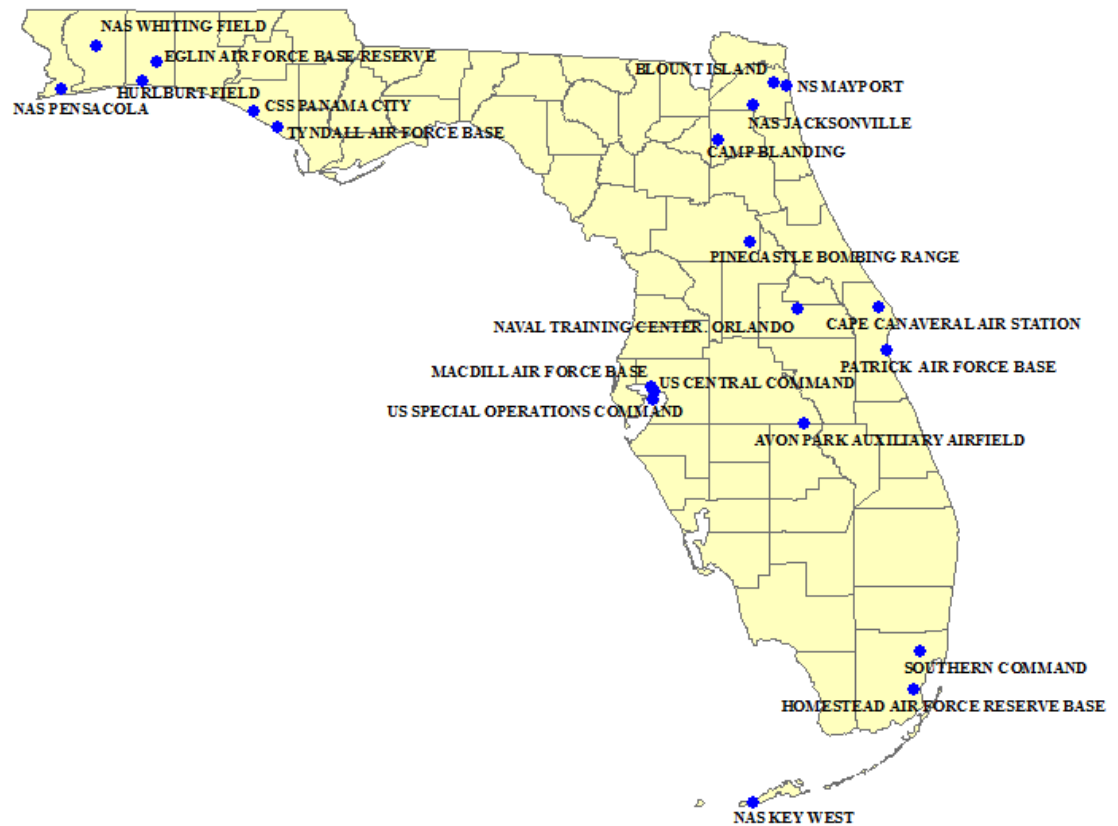 NAS WHITING FIELD
EGLIN AIR FORCE BASE/RESERVE
BLOUNT ISLAND
NS MAYPORT
HURLBURT FIELD
NAS PENSACOLA
CSS PANAMA CITY
NAS JACKSONVILLE
TYNDALL AIR FORCE BASE
CAMP BLANDING
PINECASTLE BOMBING RANGE
NAVAL TRAINING CENTER. ORLANDO
CAPE CANAVERAL AIR STATION
PATRICK AIR FORCE BASE
MACDILL AIR FORCE BASE
US CENTRAL COMMAND
US SPECIAL OPERATIONS COMMAND
AVON PARK AUXILIARY AIRFIELD
SOUTHERN COMMAND
HOMESTEAD AIR FORCE RESERVE BASE
NAS KEY WEST